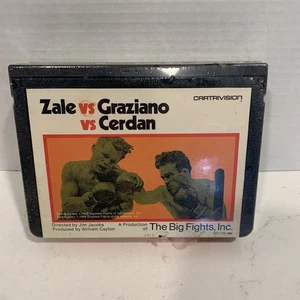 Zale vs Graziano
vs Cerdan
CARTRIVISION
Directed by Jim Jacobs
Produced by William Cayton
A Production
of
The Big Fights, Inc.